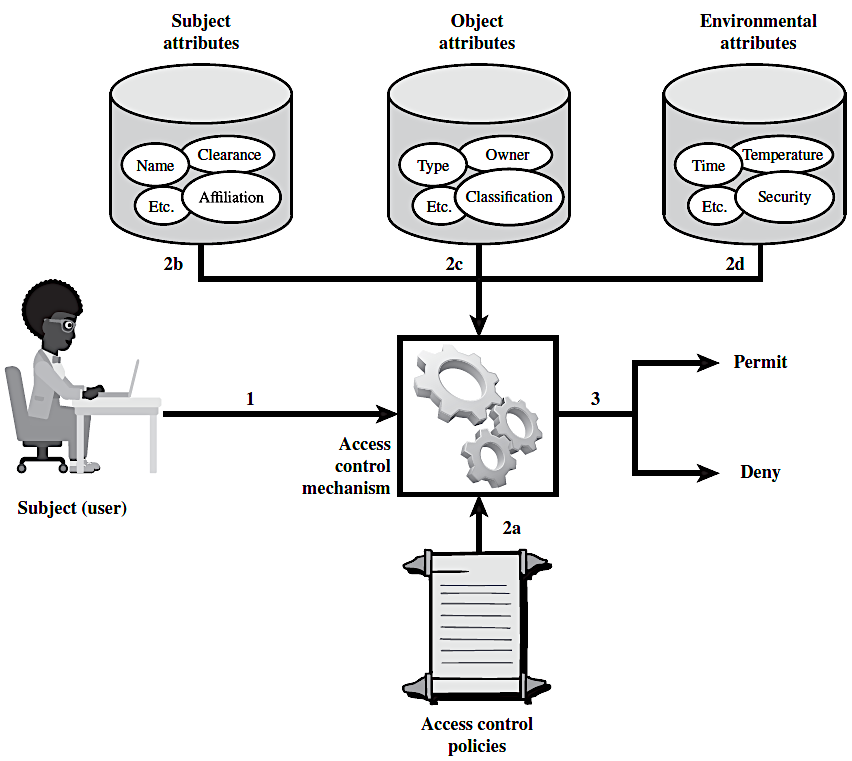 Subject
attributes
Object
attributes
Environmental
attributes
Name
Clearance
Etc.
Affiliation
Type
Owner
Etc.
Classification
Time
Temperature
Etc.
Security
2b
2c
2d
1
Access
control
mechanism
3
Permit
Deny
Subject (user)
2a
Access control
policies